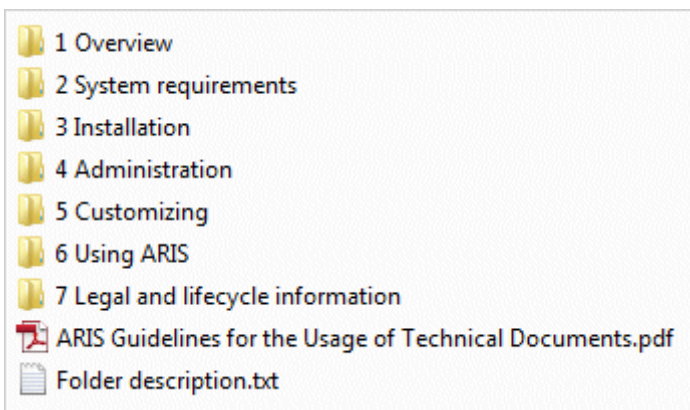 1 Overview
2 System requirements
3 Installation
4 Administration
5 Customizing
6 Using ARIS
7 Legal and lifecycle information
ARIS Guidelines for the Usage of Technical Documents.pdf
Folder description.txt